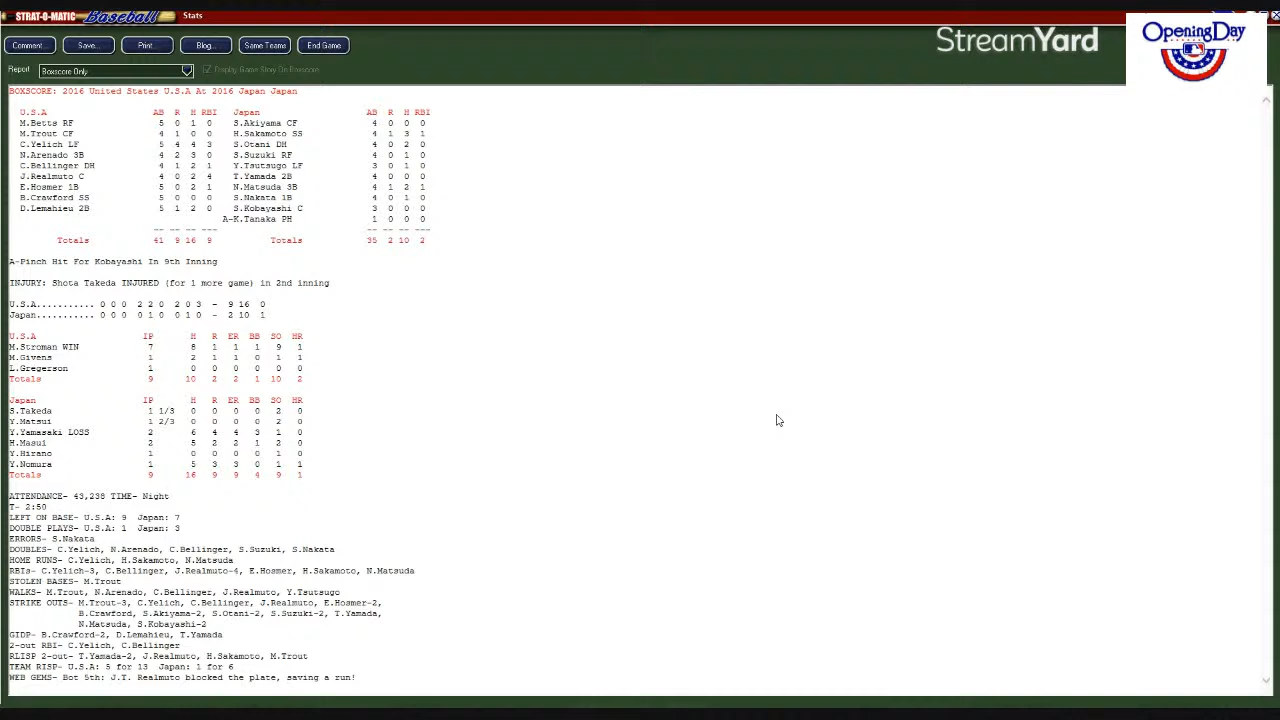 STRAT-O-MATIC Baseball Stats
Comment... Save... Print... Blog... Same Teams End Game
StreamYard
OpeningDay
Report Boxscore Only Display Game Story On Boxscore
BOXSCORE: 2016 United States U.S.A At 2016 Japan Japan
U.S.A AB R H RBI Japan AB R H RBI
M.Betts RF 5 0 1 0 S.Akiyama CF 4 0 0 0
M.Trout CF 4 1 0 0 H.Sakamoto SS 4 1 3 1
C.Yelich LF 5 4 4 3 S.Otani DH 4 0 2 0
N.Arenado 3B 4 2 3 0 S.Suzuki RF 4 0 1 0
C.Bellinger DH 4 1 2 1 Y.Tsutsugo LF 3 0 1 0
J.Realmuto C 4 0 2 4 T.Yamada 2B 4 0 0 0
E.Hosmer 1B 5 0 2 1 N.Matsuda 3B 4 1 2 1
B.Crawford SS 5 0 0 0 S.Nakata 1B 4 0 1 0
D.Lemahieu 2B 5 1 2 0 S.Kobayashi C 3 0 0 0
A-K.Tanaka PH 1 0 0 0
-- -- -- --- -- -- -- ---
Totals 41 9 16 9 Totals 35 2 10 2
A-Pinch Hit For Kobayashi In 9th Inning
INJURY: Shota Takeda INJURED (for 1 more game) in 2nd inning
U.S.A........... 0 0 0 2 2 0 2 0 3 - 9 16 0
Japan........... 0 0 0 0 1 0 0 1 0 - 2 10 1
U.S.A IP H R ER BB SO HR
M.Stroman WIN 7 8 1 1 1 9 1
M.Givens 1 2 1 1 0 1 1
L.Gregerson 1 0 0 0 0 0 0
Totals 9 10 2 2 1 10 2
Japan IP H R ER BB SO HR
S.Takeda 1 1/3 0 0 0 0 2 0
Y.Matsui 1 2/3 0 0 0 0 2 0
Y.Yamasaki LOSS 2 6 4 4 3 1 0
H.Masui 2 5 2 2 1 2 0
Y.Hirano 1 0 0 0 0 1 0
Y.Nomura 1 5 3 3 0 1 1
Totals 9 16 9 9 4 9 1
ATTENDANCE- 43,238 TIME- Night
T- 2:50
LEFT ON BASE- U.S.A: 9 Japan: 7
DOUBLE PLAYS- U.S.A: 1 Japan: 3
ERRORS- S.Nakata
DOUBLES- C.Yelich, N.Arenado, C.Bellinger, S.Suzuki, S.Nakata
HOME RUNS- C.Yelich, H.Sakamoto, N.Matsuda
RBIs- C.Yelich-3, C.Bellinger, J.Realmuto-4, E.Hosmer, H.Sakamoto, N.Matsuda
STOLEN BASES- M.Trout
WALKS- M.Trout, N.Arenado, C.Bellinger, J.Realmuto, Y.Tsutsugo
STRIKE OUTS- M.Trout-3, C.Yelich, C.Bellinger, J.Realmuto, E.Hosmer-2,
B.Crawford, S.Akiyama-2, S.Otani-2, S.Suzuki-2, T.Yamada,
N.Matsuda, S.Kobayashi-2
GIDP- B.Crawford-2, D.Lemahieu, T.Yamada
2-out RBI- C.Yelich, C.Bellinger
RLISP 2-out- T.Yamada-2, J.Realmuto, H.Sakamoto, M.Trout
TEAM RISP- U.S.A: 5 for 13 Japan: 1 for 6
WEB GEMS- Bot 5th: J.T. Realmuto blocked the plate, saving a run!